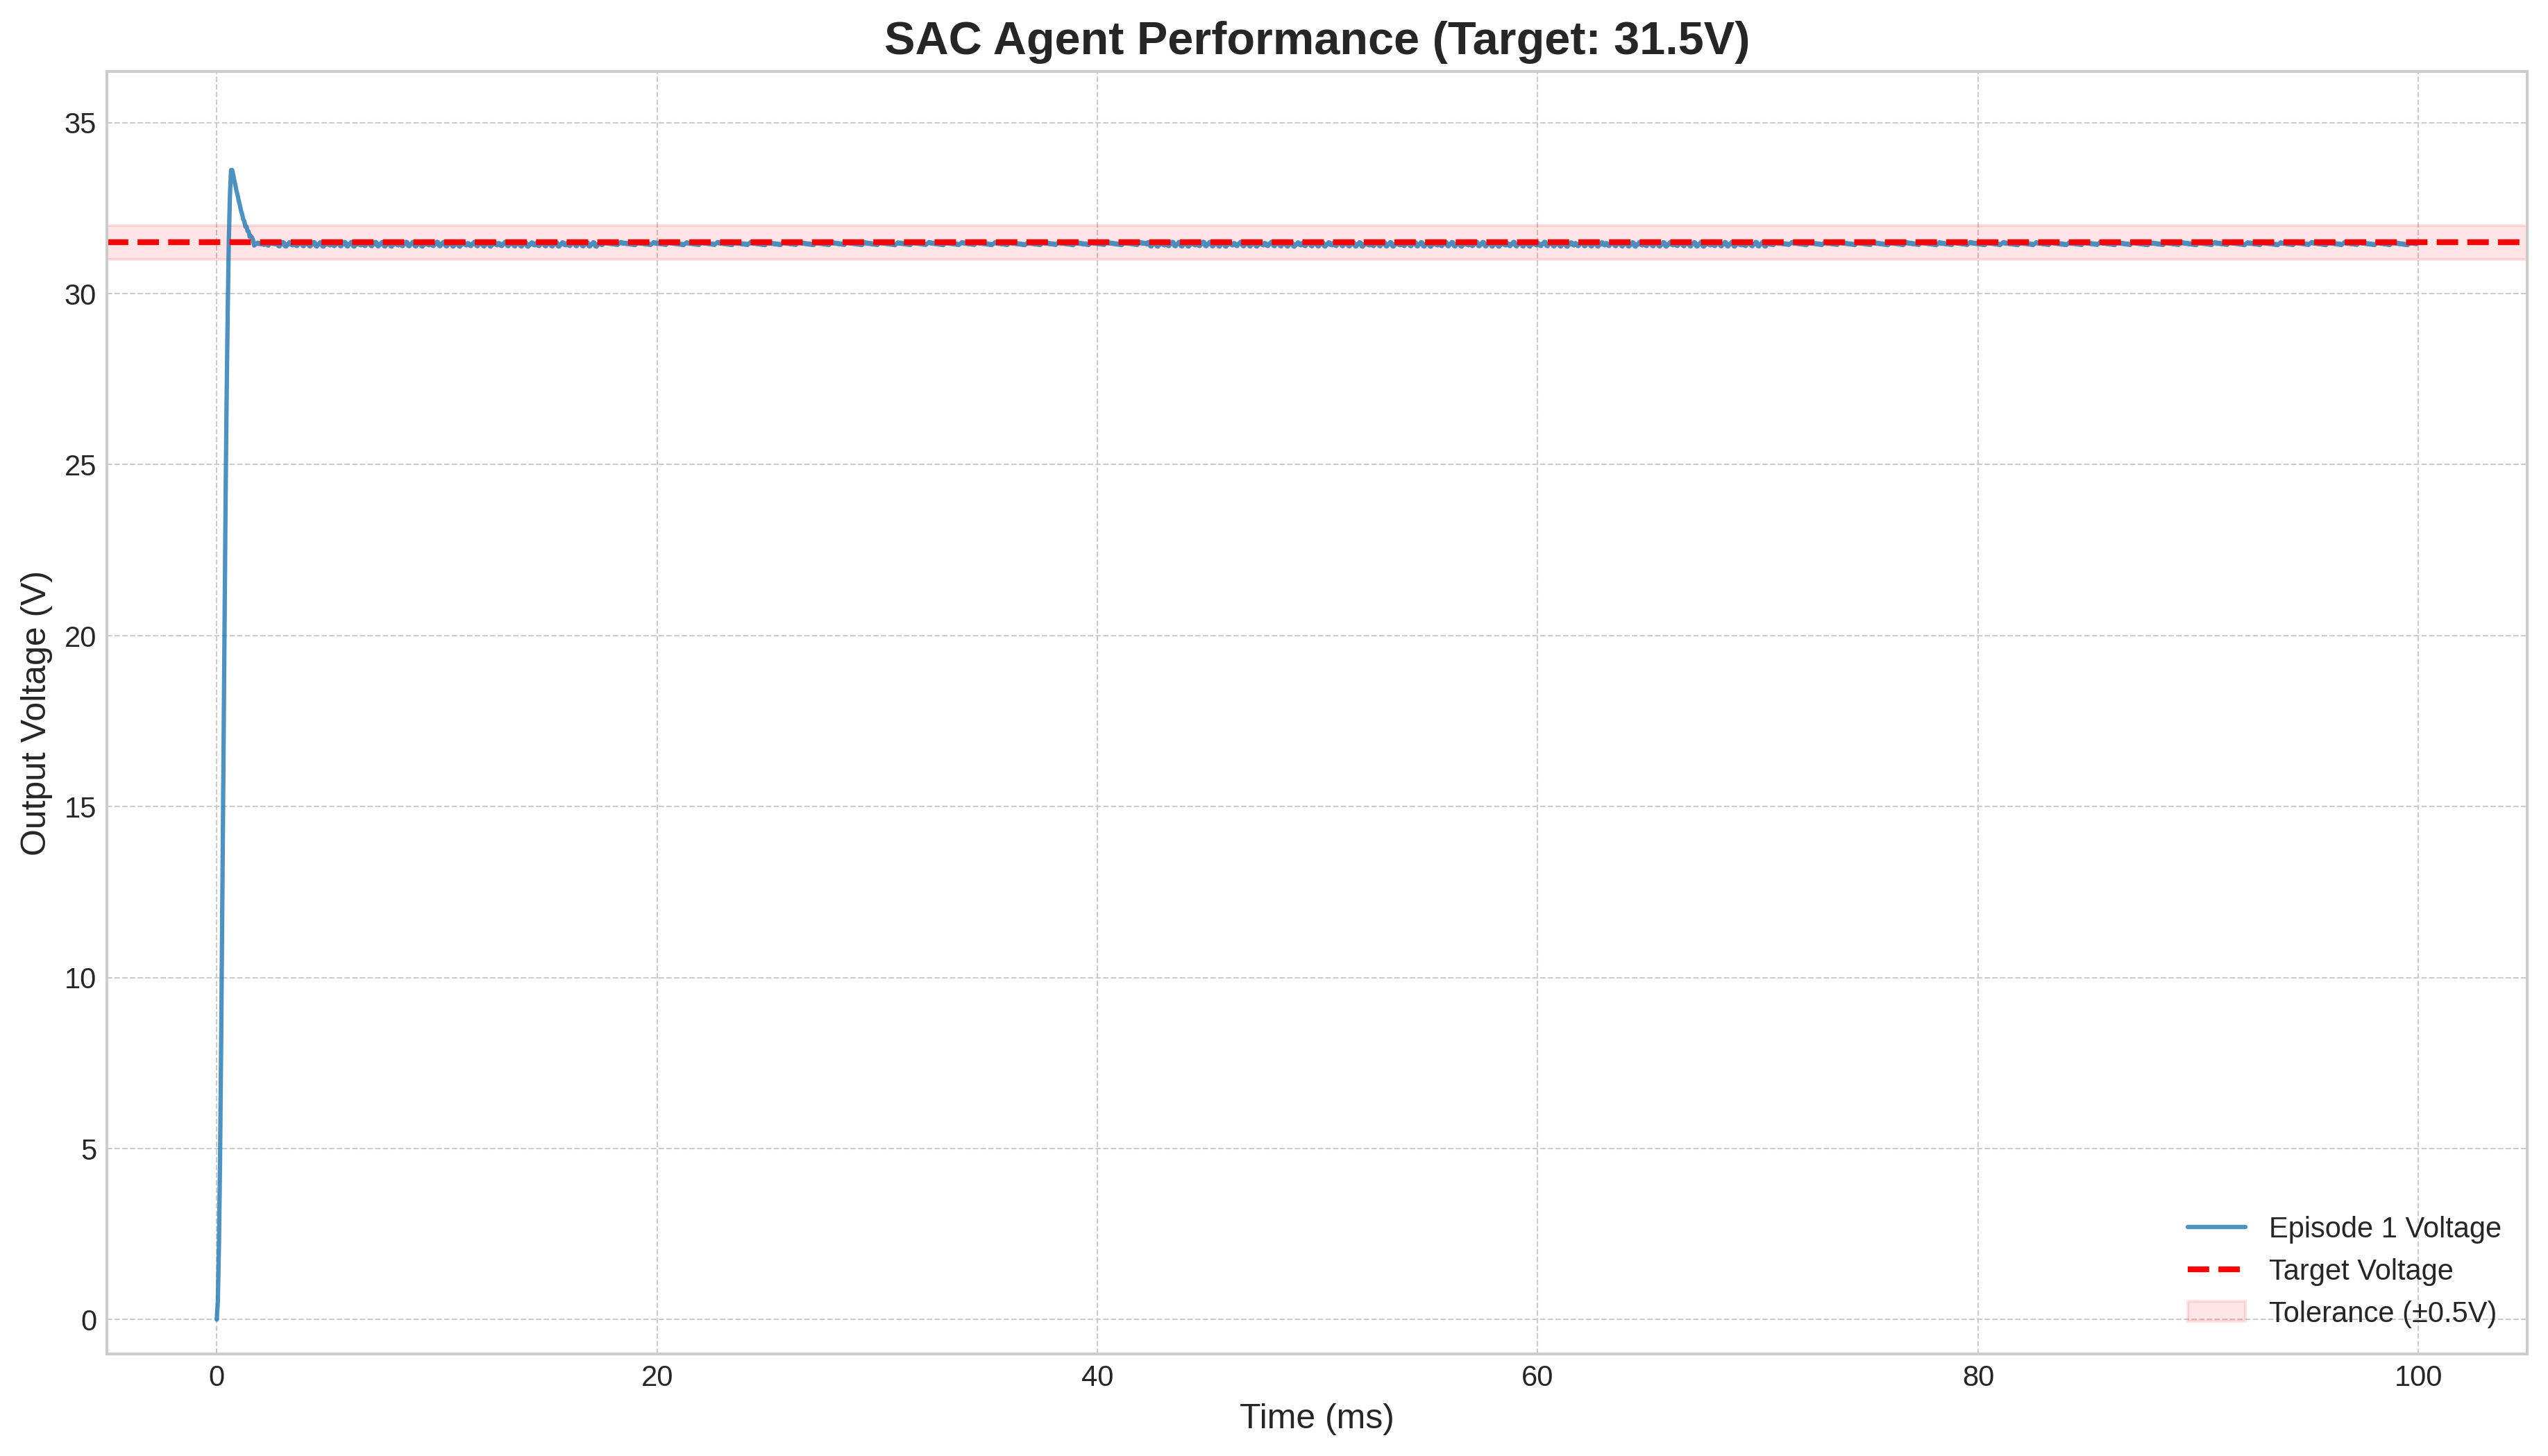 SAC Agent Performance (Target: 31.5V)
Output Voltage (V)
35
30
25
20
15
10
5
0
0 20 40 60 80 100
Time (ms)
Episode 1 Voltage
Target Voltage
Tolerance (±0.5V)